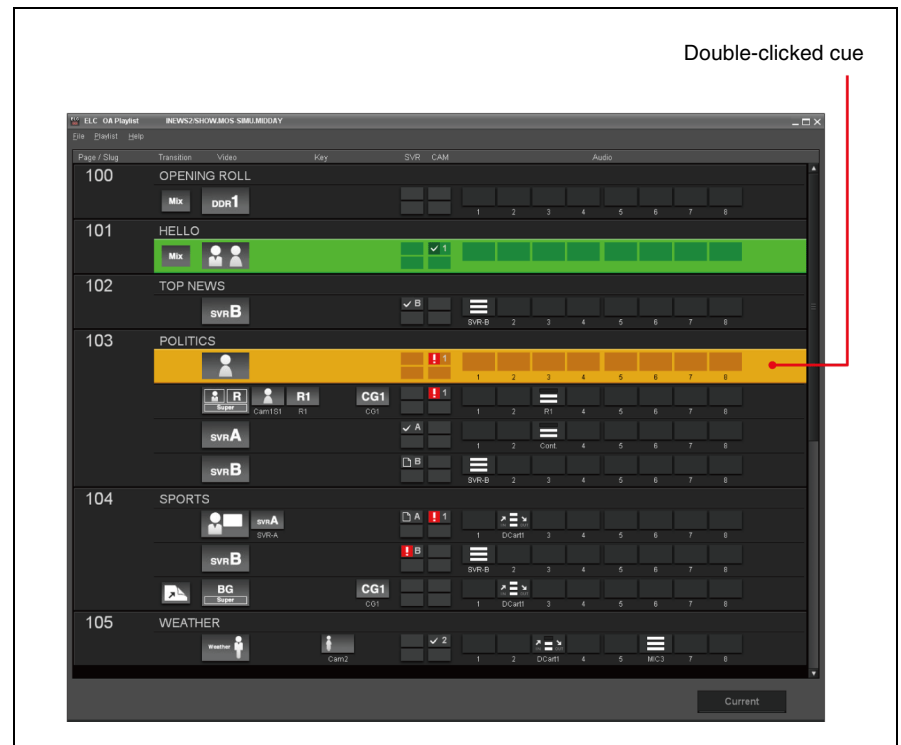 Double-clicked cue
ELC OA Playlist INEWS2/SHOW.MOS-SIMU.MIDDAY
File Playlist Help
Page / Slug Transition Video Key SVR CAM Audio
100 OPENING ROLL
Mix DDR1
1 2 3 4 5 6 7 8
101 HELLO
Mix 1
102 TOP NEWS
SVRB B
SVR-B 2 3 4 5 6 7 8
103 POLITICS
1
1 2 3 4 5 6 7 8
R R1 CG1 1
Super Cam1S1 R1 CG1 1 2 R1 4 5 6 7 8
SVRA A
1 2 Cont. 4 5 6 7 8
SVRB B
SVR-B 2 3 4 5 6 7 8
104 SPORTS
SVRA A 1
SVR-A 1 DCart1 3 4 5 6 7 8
SVRB B
SVR-B 2 3 4 5 6 7 8
BG CG1
Super CG1 1 DCart1 3 4 5 6 7 8
105 WEATHER
Weather 2
Cam2 1 2 DCart1 4 5 MIC3 7 8
Current